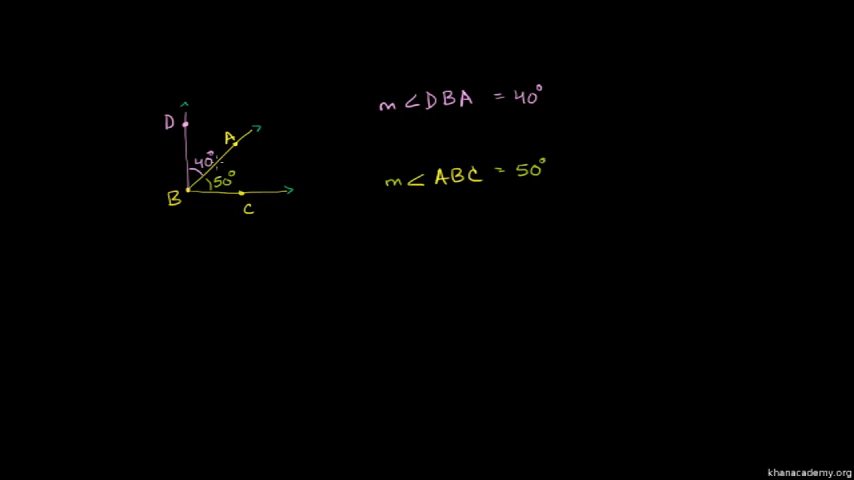 m∠DBA = 40°
D
A
40°
m∠ABC = 50°
50°
B
C
khanacademy.org